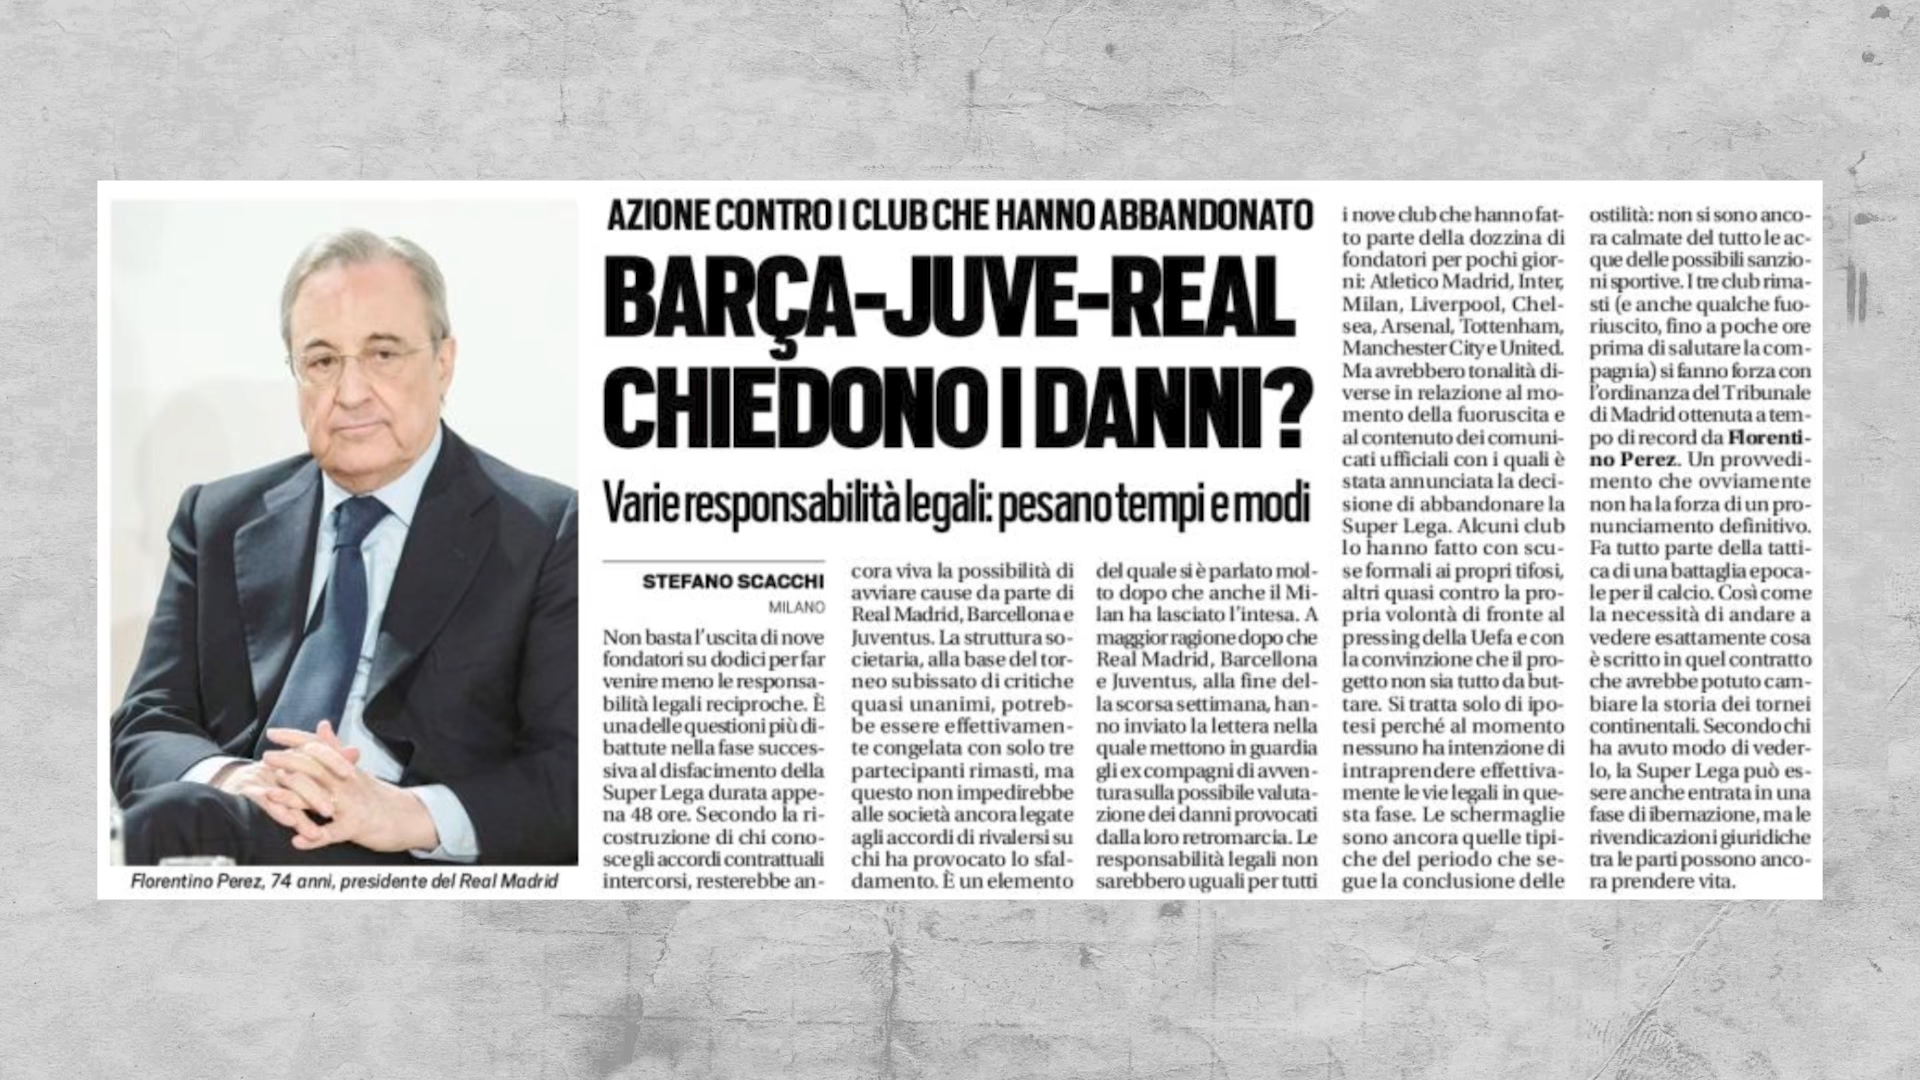 AZIONE CONTRO I CLUB CHE HANNO ABBANDONATO
BARÇA-JUVE-REAL
CHIEDONO I DANNI?
Varie responsabilità legali: pesano tempi e modi
STEFANO SCACCHI
MILANO
Non basta l'uscita di nove
fondatori su dodici per far
venire meno le responsa-
bilità legali reciproche. È
una delle questioni più di-
battute nella fase succes-
siva al disfacimento della
Super Lega durata appe-
na 48 ore. Secondo la ri-
costruzione di chi cono-
sce gli accordi contrattuali
intercorsi, resterebbe an-
cora viva la possibilità di
avviare cause da parte di
Real Madrid, Barcellona e
Juventus. La struttura so-
cietaria, alla base del tor-
neo subissato di critiche
quasi unanimi, potreb-
be essere effettivamen-
te congelata con solo tre
partecipanti rimasti, ma
questo non impedirebbe
alle società ancora legate
agli accordi di rivalersi su
chi ha provocato lo sfal-
damento. È un elemento
del quale si è parlato mol-
to dopo che anche il Mi-
lan ha lasciato l'intesa. A
maggior ragione dopo che
Real Madrid, Barcellona
e Juventus, alla fine del-
la scorsa settimana, han-
no inviato la lettera nella
quale mettono in guardia
gli ex compagni di avven-
tura sulla possibile valuta-
zione dei danni provocati
dalla loro retromarcia. Le
responsabilità legali non
sarebbero uguali per tutti
i nove club che hanno fat-
to parte della dozzina di
fondatori per pochi gior-
ni: Atletico Madrid, Inter,
Milan, Liverpool, Chel-
sea, Arsenal, Tottenham,
Manchester City e United.
Ma avrebbero tonalità di-
verse in relazione al mo-
mento della fuoruscita e
al contenuto dei comuni-
cati ufficiali con i quali è
stata annunciata la deci-
sione di abbandonare la
Super Lega. Alcuni club
lo hanno fatto con scu-
se formali ai propri tifosi,
altri quasi contro la pro-
pria volontà di fronte al
pressing della Uefa e con
la convinzione che il pro-
getto non sia tutto da but-
tare. Si tratta solo di ipo-
tesi perché al momento
nessuno ha intenzione di
intraprendere effettiva-
mente le vie legali in que-
sta fase. Le schermaglie
sono ancora quelle tipi-
che del periodo che se-
gue la conclusione delle
ostilità: non si sono anco-
ra calmate del tutto le ac-
que delle possibili sanzio-
ni sportive. I tre club rima-
sti (e anche qualche fuo-
riuscito, fino a poche ore
prima di salutare la com-
pagnia) si fanno forza con
l'ordinanza del Tribunale
di Madrid ottenuta a tem-
po di record da Florenti-
no Perez. Un provvedi-
mento che ovviamente
non ha la forza di un pro-
nunciamento definitivo.
Fa tutto parte della tatti-
ca di una battaglia epoca-
le per il calcio. Così come
la necessità di andare a
vedere esattamente cosa
è scritto in quel contratto
che avrebbe potuto cam-
biare la storia dei tornei
continentali. Secondo chi
ha avuto modo di veder-
lo, la Super Lega può es-
sere anche entrata in una
fase di ibernazione, ma le
rivendicazioni giuridiche
tra le parti possono anco-
ra prendere vita.
Florentino Perez, 74 anni, presidente del Real Madrid